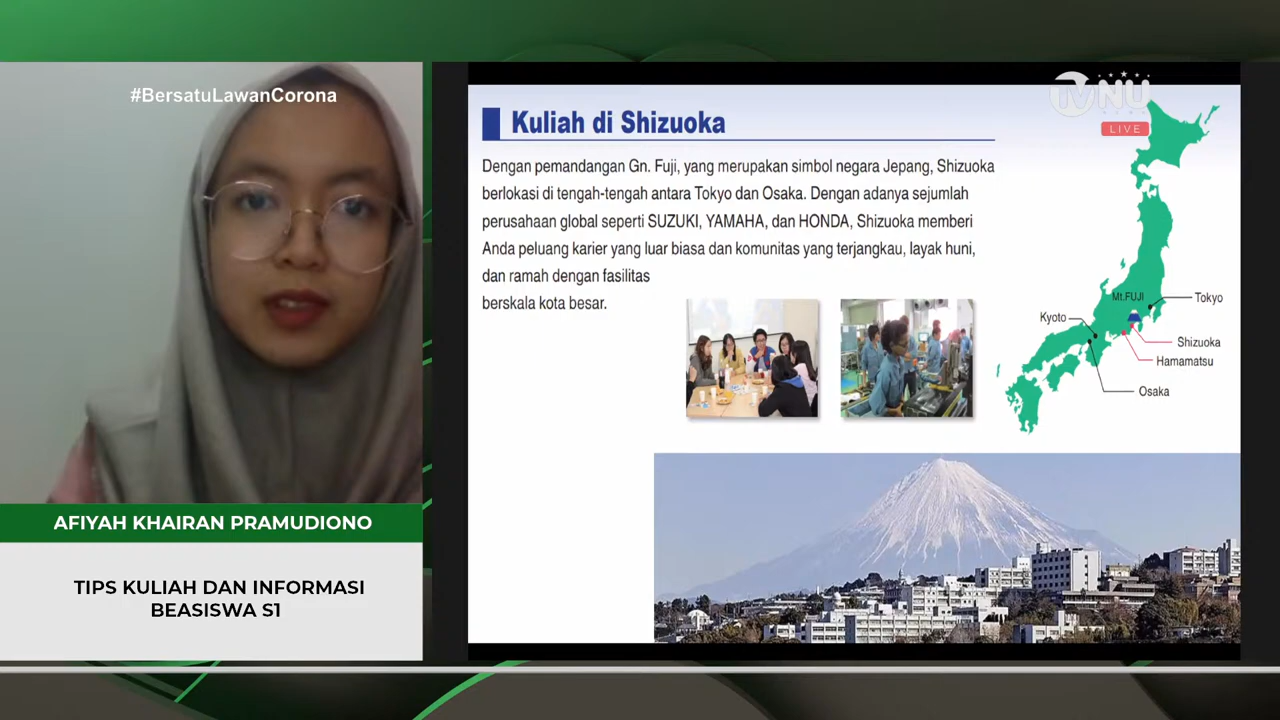 #BersatuLawanCorona
AFIYAH KHAIRAN PRAMUDIONO
TIPS KULIAH DAN INFORMASI
BEASISWA S1
TVNU
LIVE
Kuliah di Shizuoka
Dengan pemandangan Gn. Fuji, yang merupakan simbol negara Jepang, Shizuoka
berlokasi di tengah-tengah antara Tokyo dan Osaka. Dengan adanya sejumlah
perusahaan global seperti SUZUKI, YAMAHA, dan HONDA, Shizuoka memberi
Anda peluang karier yang luar biasa dan komunitas yang terjangkau, layak huni,
dan ramah dengan fasilitas
berskala kota besar.
Mt.FUJI
Tokyo
Kyoto
Shizuoka
Hamamatsu
Osaka